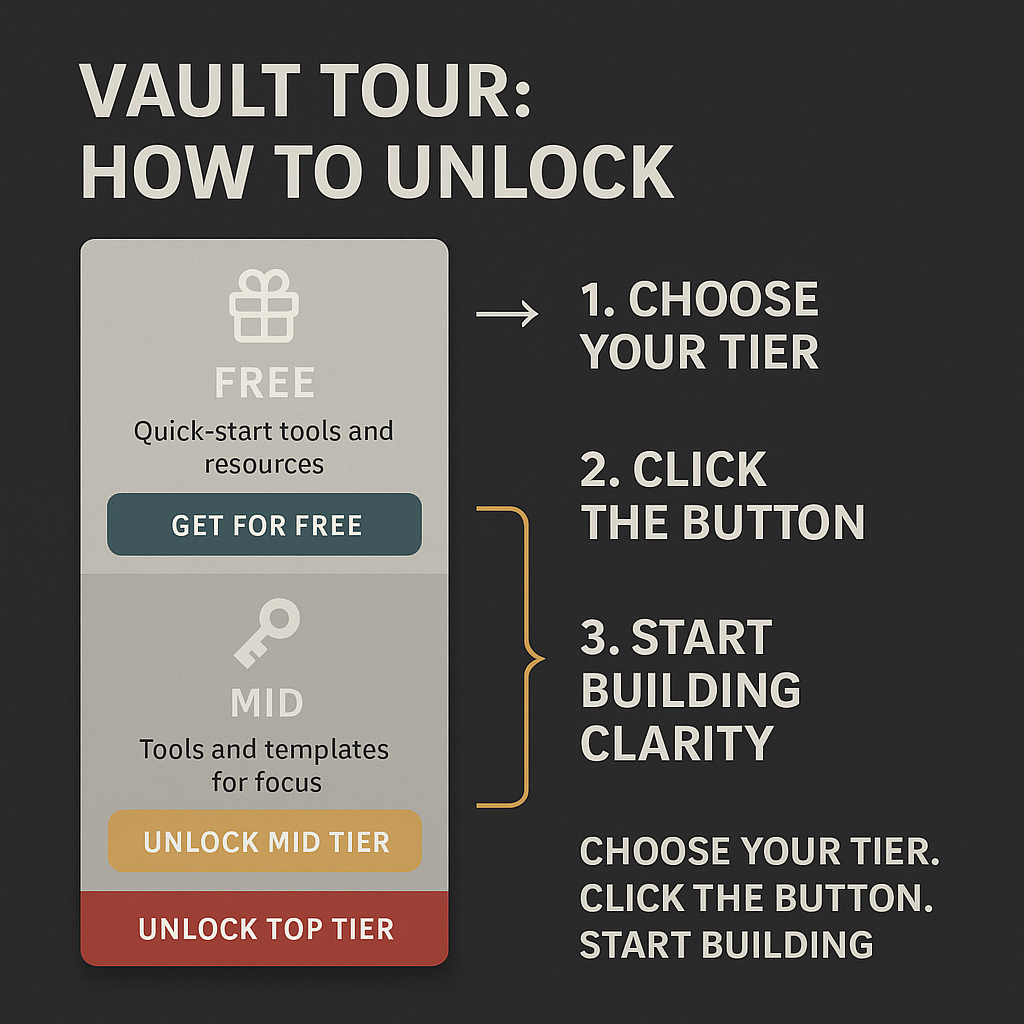 VAULT TOUR:
HOW TO UNLOCK
FREE
Quick-start tools and
resources
GET FOR FREE
MID
Tools and templates
for focus
UNLOCK MID TIER
UNLOCK TOP TIER
1. CHOOSE
YOUR TIER
2. CLICK
THE BUTTON
3. START
BUILDING
CLARITY
CHOOSE YOUR TIER.
CLICK THE BUTTON.
START BUILDING